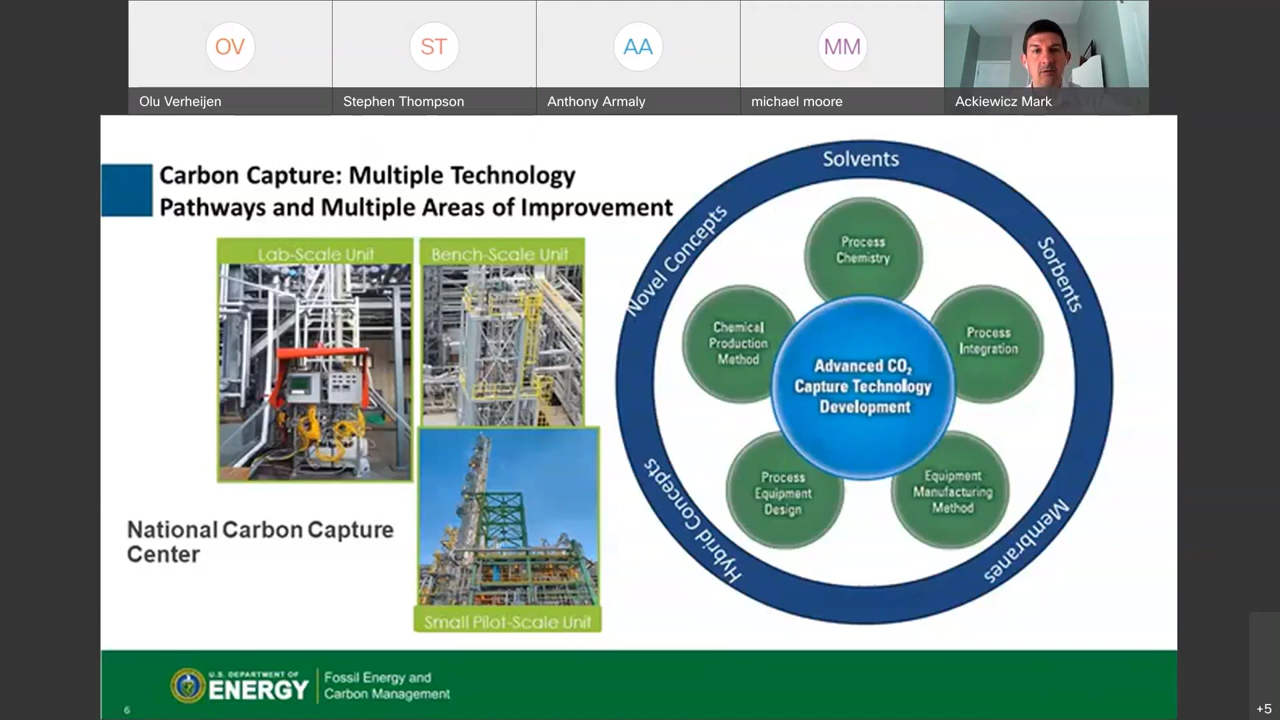 OV
ST
AA
MM
Olu Verheijen
Stephen Thompson
Anthony Armaly
michael moore
Ackiewicz Mark
Carbon Capture: Multiple Technology
Pathways and Multiple Areas of Improvement
Lab-Scale Unit
Bench-Scale Unit
Small Pilot-Scale Unit
National Carbon Capture
Center
Solvents
Sorbents
Membranes
Hybrid Concepts
Novel Concepts
Process
Chemistry
Process
Integration
Equipment
Manufacturing
Method
Process
Equipment
Design
Chemical
Production
Method
Advanced CO₂
Capture Technology
Development
U.S. DEPARTMENT OF
ENERGY
Fossil Energy and
Carbon Management
6
+5